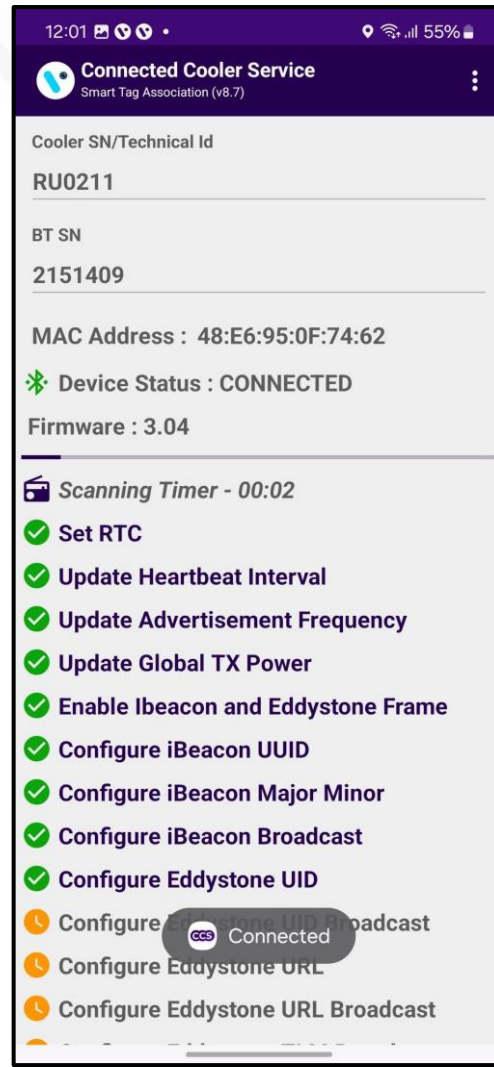 12:01 55%
Connected Cooler Service
Smart Tag Association (v8.7)
Cooler SN/Technical Id
RU0211
BT SN
2151409
MAC Address : 48:E6:95:0F:74:62
Device Status : CONNECTED
Firmware : 3.04
Scanning Timer - 00:02
Set RTC
Update Heartbeat Interval
Update Advertisement Frequency
Update Global TX Power
Enable Ibeacon and Eddystone Frame
Configure iBeacon UUID
Configure iBeacon Major Minor
Configure iBeacon Broadcast
Configure Eddystone UID
Configure Eddystone UID Broadcast
CCS Connected
Configure Eddystone URL
Configure Eddystone URL Broadcast